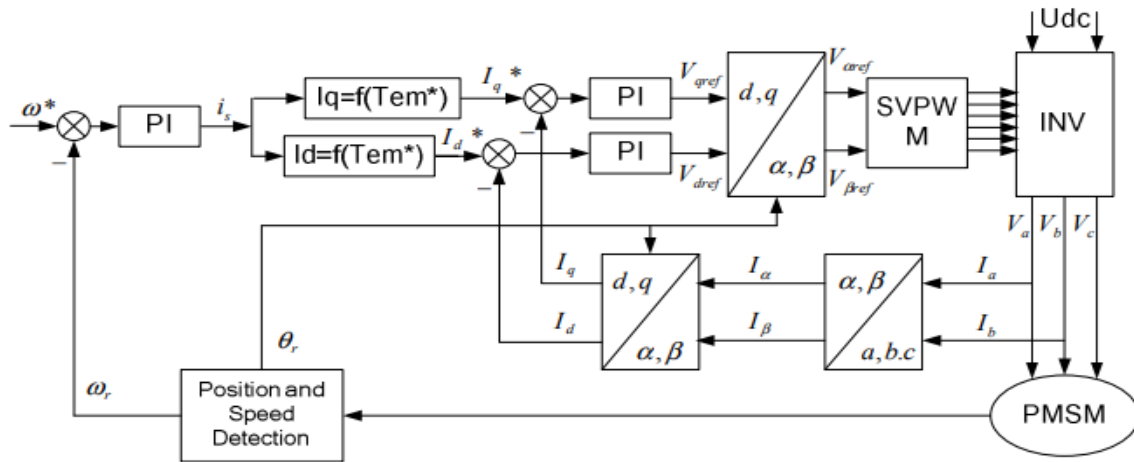 Udc
ω*
PI
i_s
Iq=f(Tem*)
I_q *
PI
V_qref
d,q
α,β
V_αref
SVPW
M
INV
Id=f(Tem*)
I_d *
PI
V_dref
V_βref
V_a
V_b
V_c
I_q
d,q
α,β
I_α
α,β
a,b.c
I_a
I_d
I_β
I_b
θ_r
ω_r
Position and
Speed
Detection
PMSM